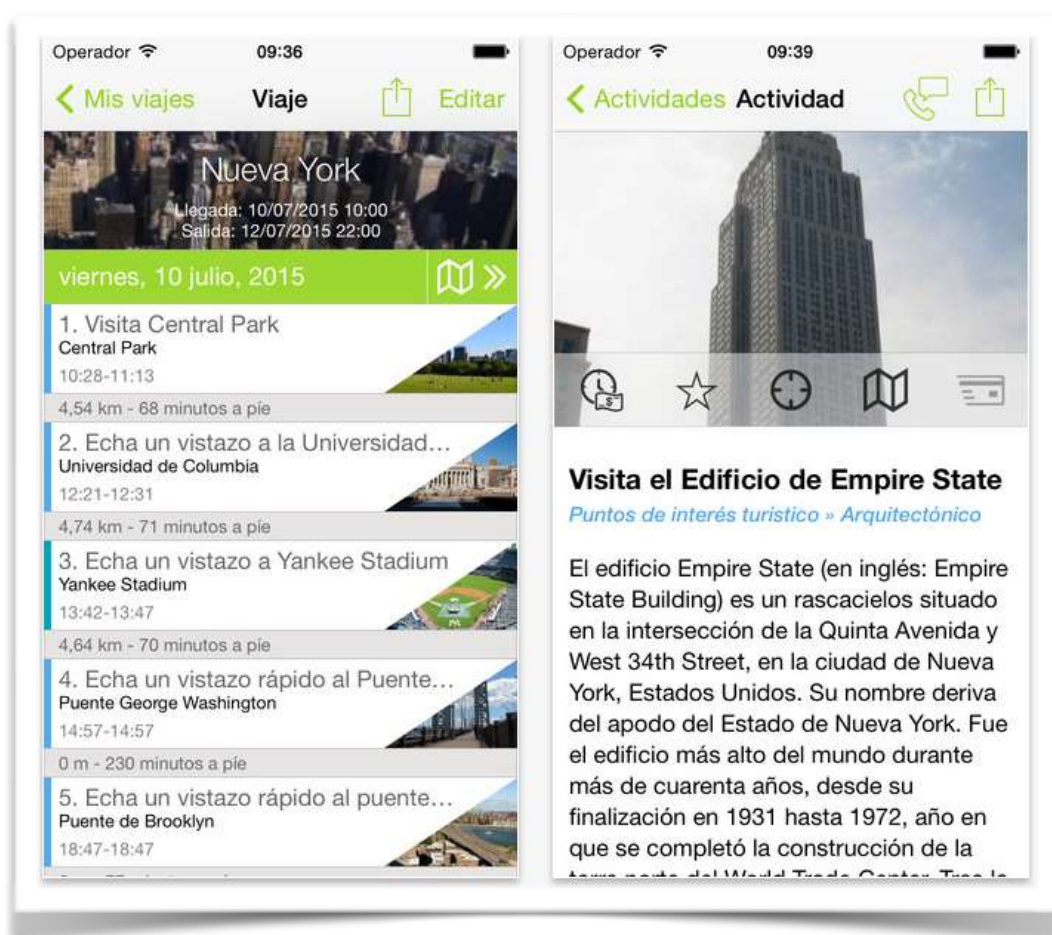 Operador 09:36
Mis viajes Viaje Editar
Nueva York
Llegada: 10/07/2015 10:00
Salida: 12/07/2015 22:00
viernes, 10 julio, 2015
1. Visita Central Park
Central Park
10:28-11:13
4,54 km - 68 minutos a píe
2. Echa un vistazo a la Universidad...
Universidad de Columbia
12:21-12:31
4,74 km - 71 minutos a píe
3. Echa un vistazo a Yankee Stadium
Yankee Stadium
13:42-13:47
4,64 km - 70 minutos a píe
4. Echa un vistazo rápido al Puente...
Puente George Washington
14:57-14:57
0 m - 230 minutos a píe
5. Echa un vistazo rápido al puente...
Puente de Brooklyn
18:47-18:47
Operador 09:39
Actividades Actividad
Visita el Edificio de Empire State
Puntos de interés turistico » Arquitectónico
El edificio Empire State (en inglés: Empire
State Building) es un rascacielos situado
en la intersección de la Quinta Avenida y
West 34th Street, en la ciudad de Nueva
York, Estados Unidos. Su nombre deriva
del apodo del Estado de Nueva York. Fue
el edificio más alto del mundo durante
más de cuarenta años, desde su
finalización en 1931 hasta 1972, año en
que se completó la construcción de la
torre norte del World Trade Center. Tras la